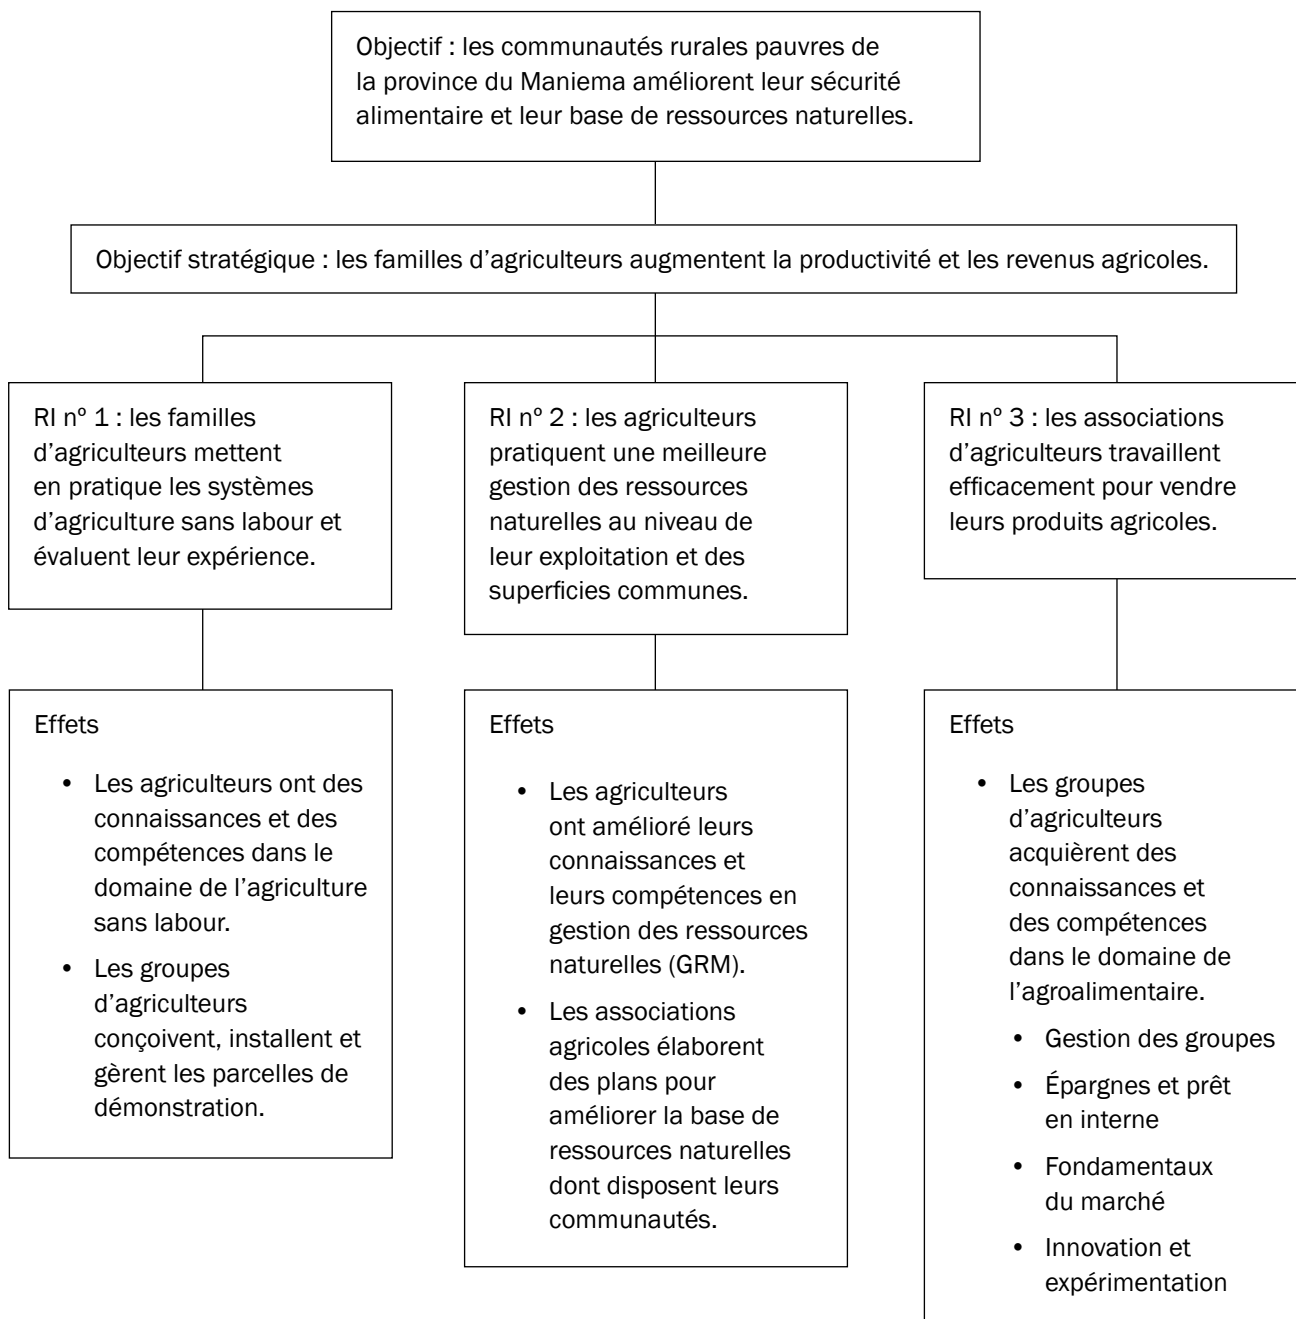 Objectif : les communautés rurales pauvres de
la province du Maniema améliorent leur sécurité
alimentaire et leur base de ressources naturelles.
Objectif stratégique : les familles d’agriculteurs augmentent la productivité et les revenus agricoles.
RI nº 1 : les familles
d’agriculteurs mettent
en pratique les systèmes
d’agriculture sans labour et
évaluent leur expérience.
RI nº 2 : les agriculteurs
pratiquent une meilleure
gestion des ressources
naturelles au niveau de
leur exploitation et des
superficies communes.
RI nº 3 : les associations
d’agriculteurs travaillent
efficacement pour vendre
leurs produits agricoles.
Effets
• Les agriculteurs ont des
connaissances et des
compétences dans le
domaine de l’agriculture
sans labour.
• Les groupes
d’agriculteurs
conçoivent, installent et
gèrent les parcelles de
démonstration.
Effets
• Les agriculteurs
ont amélioré leurs
connaissances et
leurs compétences en
gestion des ressources
naturelles (GRM).
• Les associations
agricoles élaborent
des plans pour
améliorer la base de
ressources naturelles
dont disposent leurs
communautés.
Effets
• Les groupes
d’agriculteurs
acquièrent des
connaissances et
des compétences
dans le domaine de
l’agroalimentaire.
• Gestion des groupes
• Épargnes et prêt
en interne
• Fondamentaux
du marché
• Innovation et
expérimentation